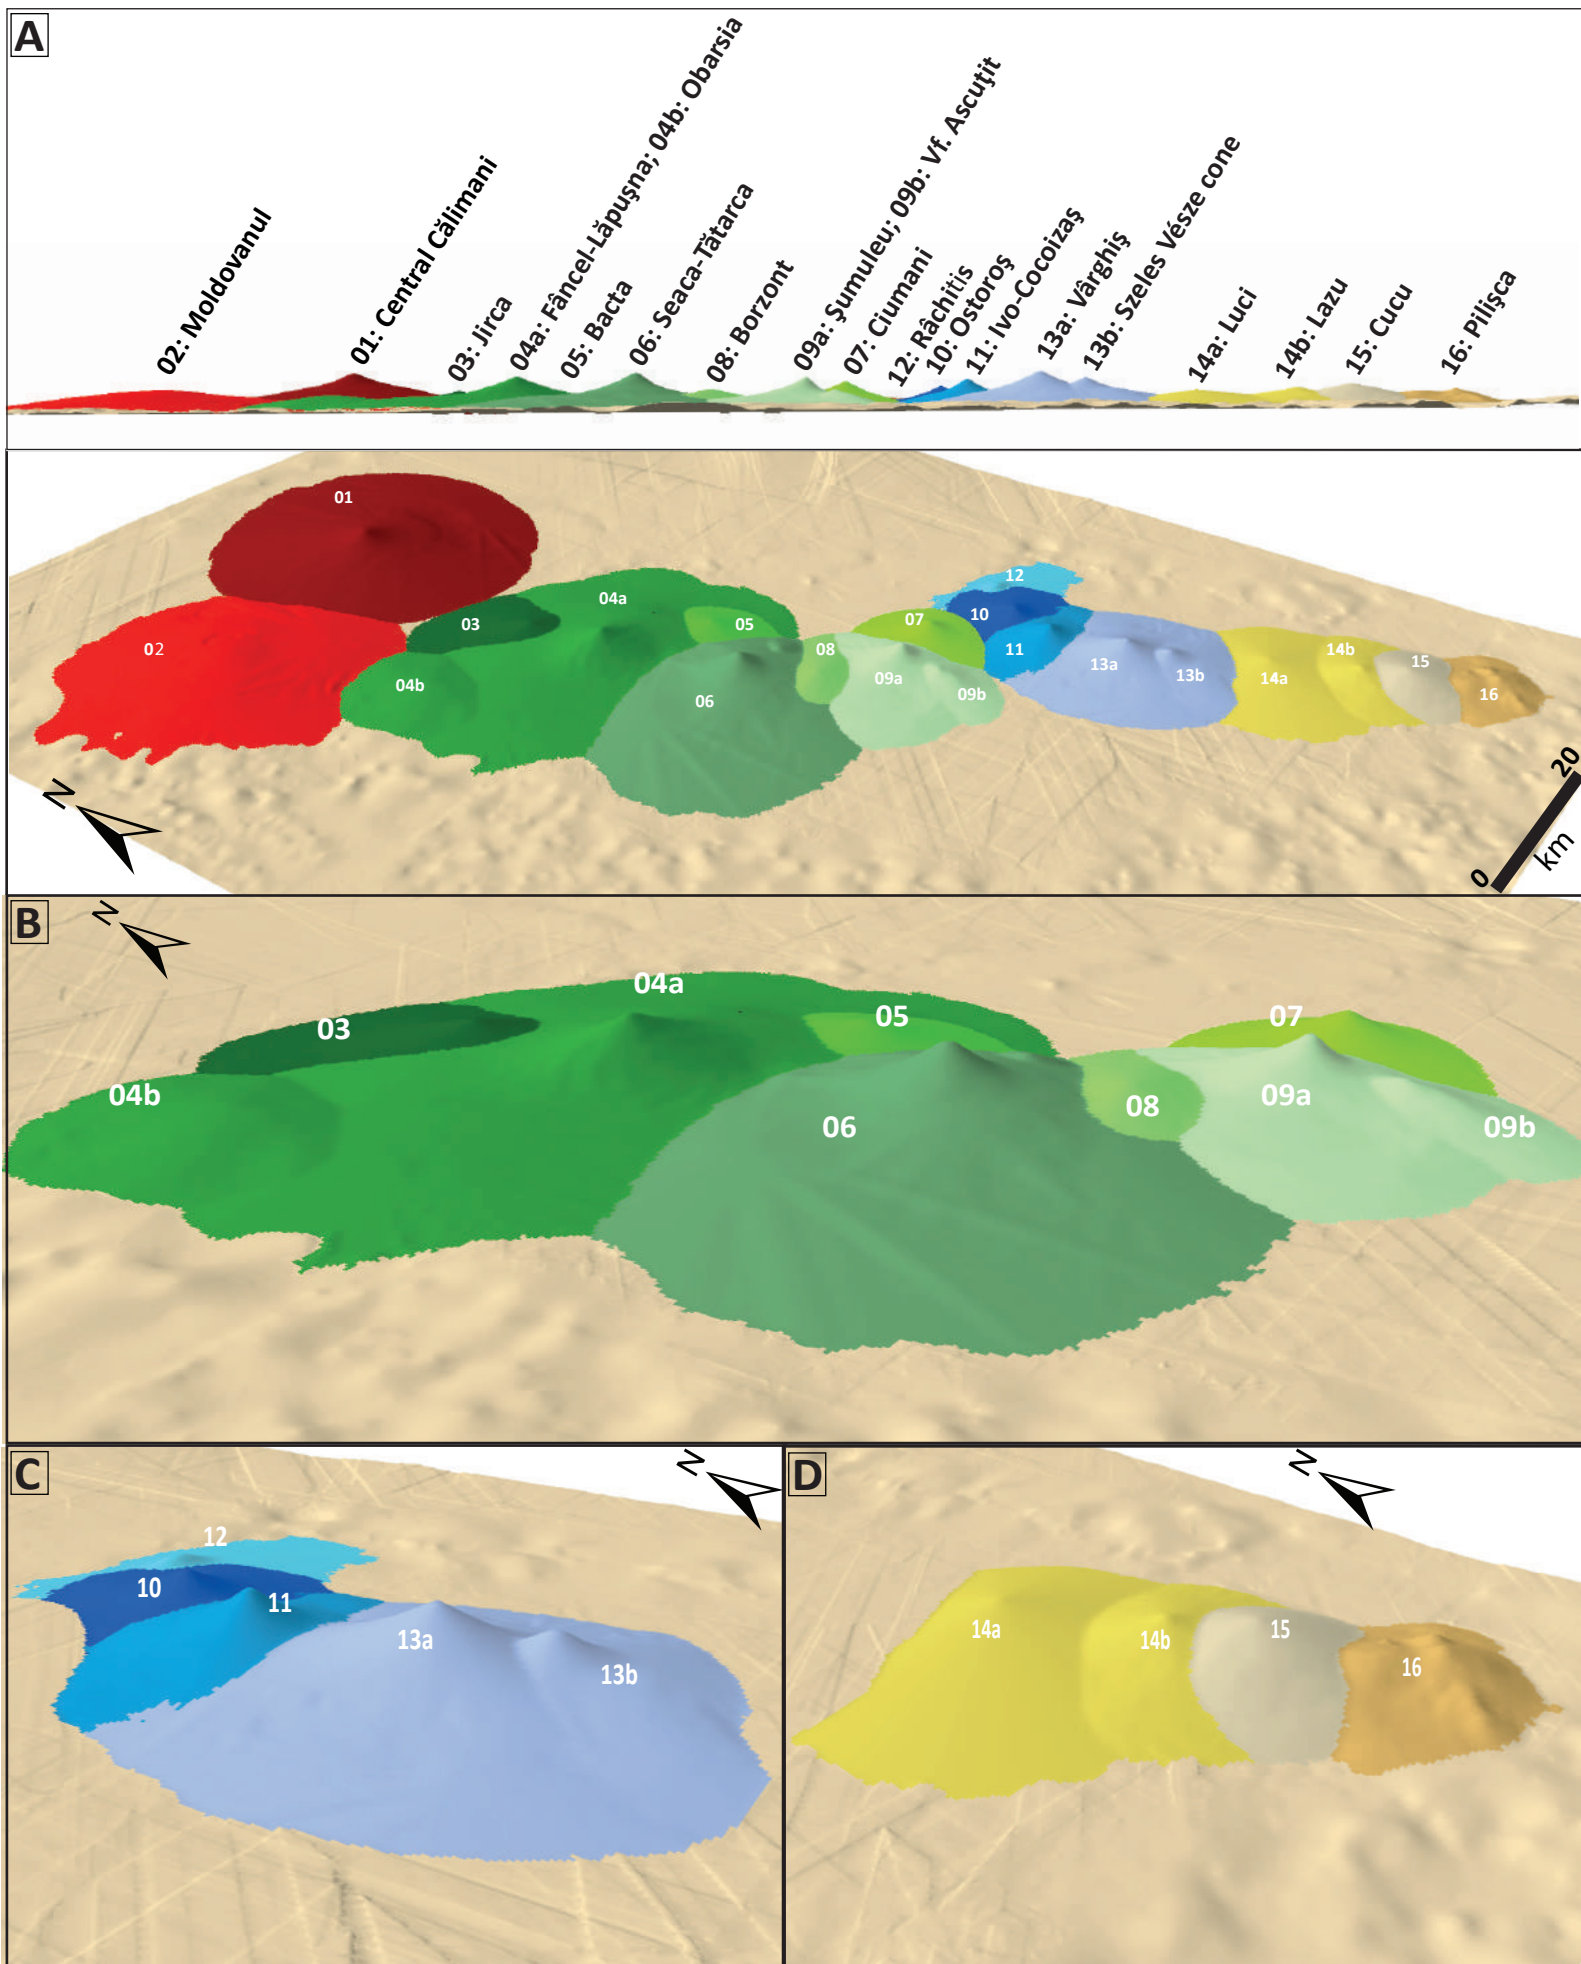 A
02: Moldovanul
01: Central Călimani
03: Jirca
04a: Fâncel-Lăpuşna; 04b: Obarsia
05: Bacta
06: Seaca-Tătarca
08: Borzont
09a: Şumuleu; 09b: Vf. Ascuţit
07: Ciumani
12: Râchitis
10: Ostoroş
11: Ivo-Cocoizaş
13a: Vârghiş
13b: Szeles Vésze cone
14a: Luci
14b: Lazu
15: Cucu
16: Pilişca
01
12
04a
10
07
03
05
02
08
11
14b
15
13a
09a
13b
14a
04b
09b
16
06
N
0 20
km
B
N
04a
05
07
03
04b
09a
08
06
09b
C
N
12
10
11
13a
13b
D
N
14a
14b
15
16